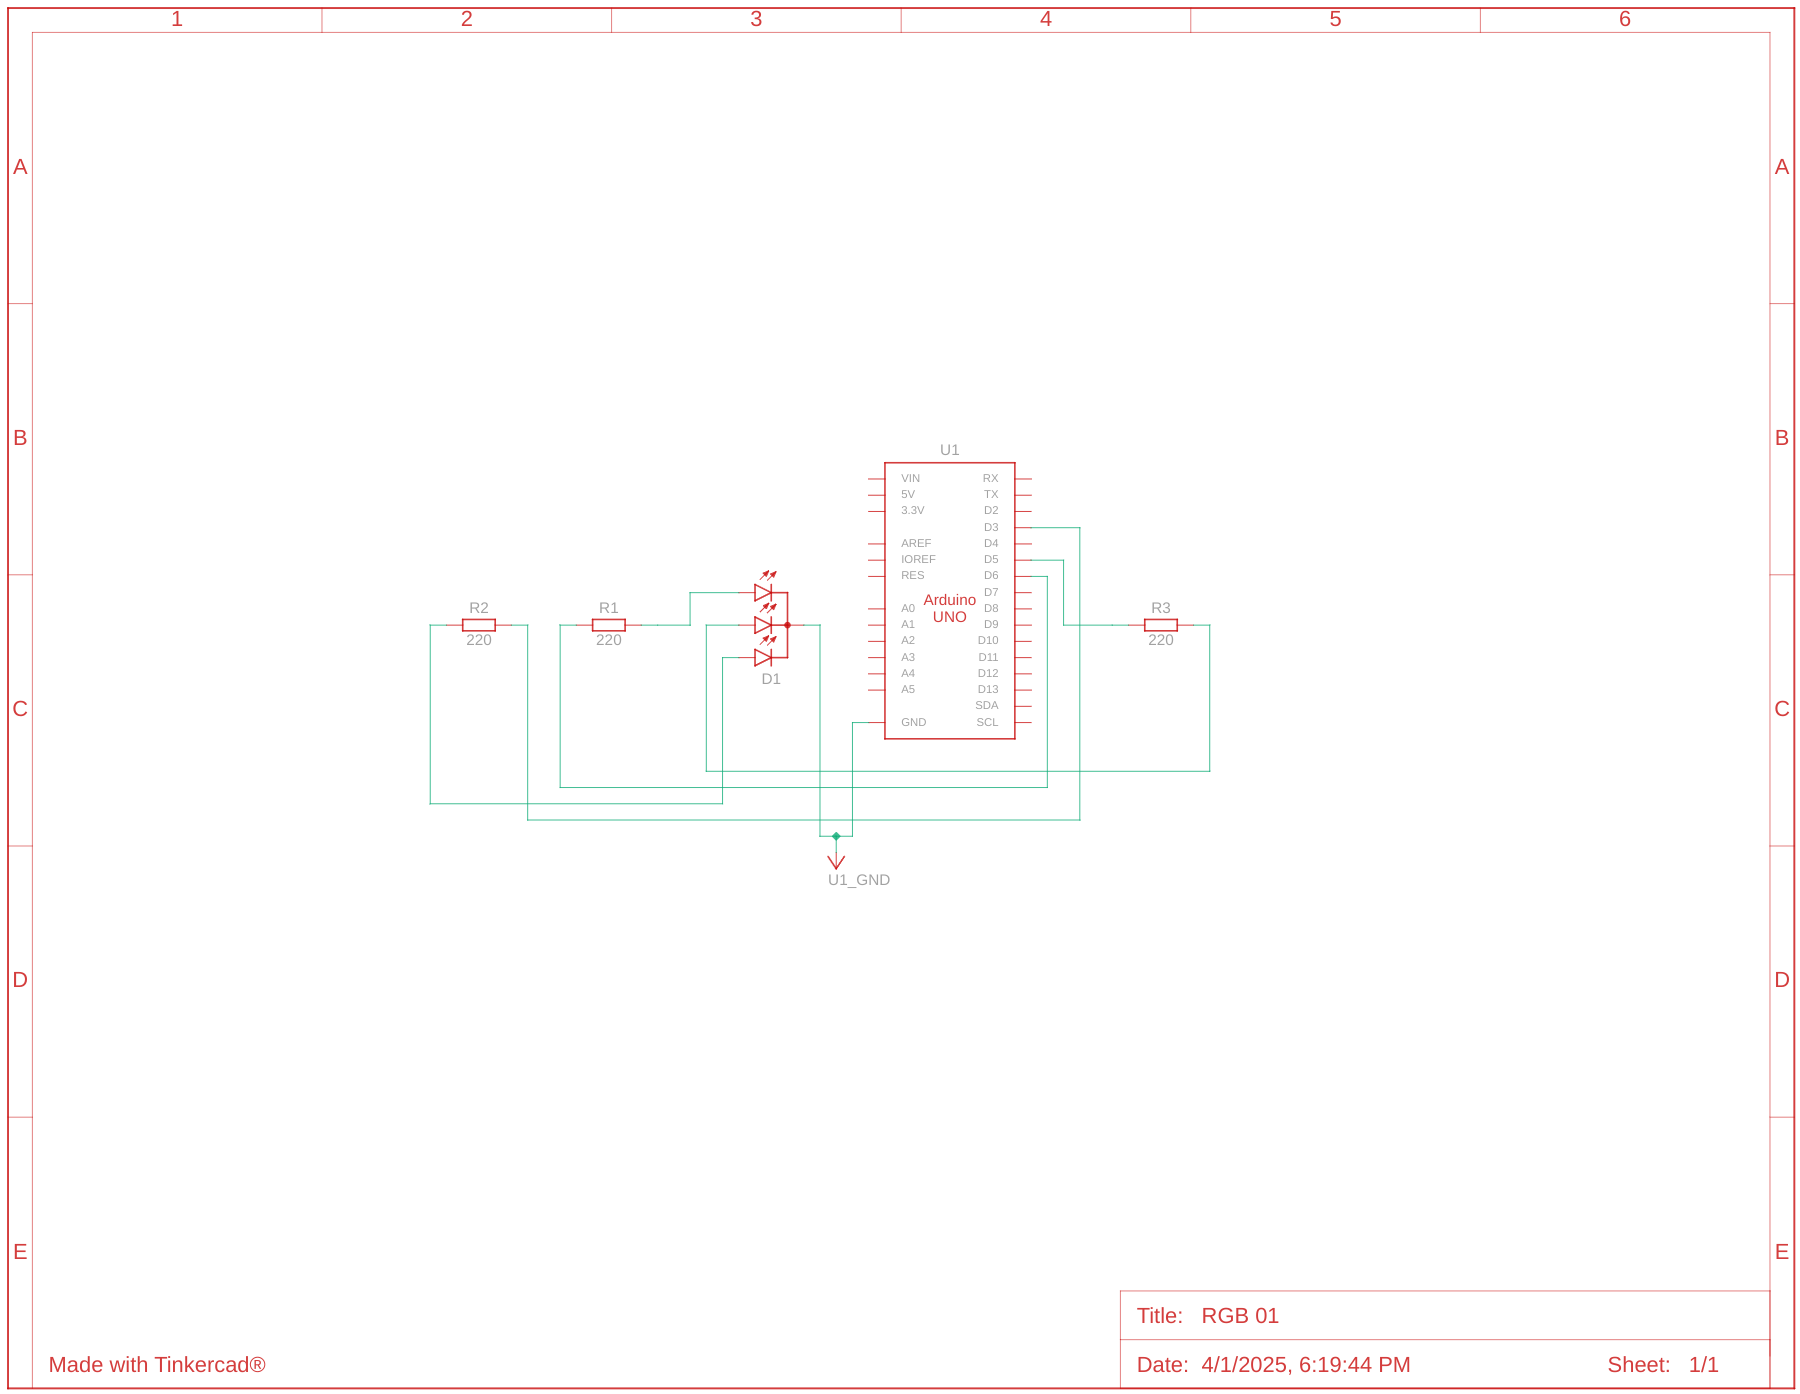 1 2 3 4 5 6
A A
B B
U1
VIN RX
5V TX
3.3V D2
D3
AREF D4
IOREF D5
RES D6
D7
Arduino
UNO
A0 D8
A1 D9
A2 D10
A3 D11
A4 D12
A5 D13
SDA
GND SCL
R2 R1 R3
220 220 220
D1
C C
U1_GND
D D
E E
Title: RGB 01
Made with Tinkercad®
Date: 4/1/2025, 6:19:44 PM Sheet: 1/1